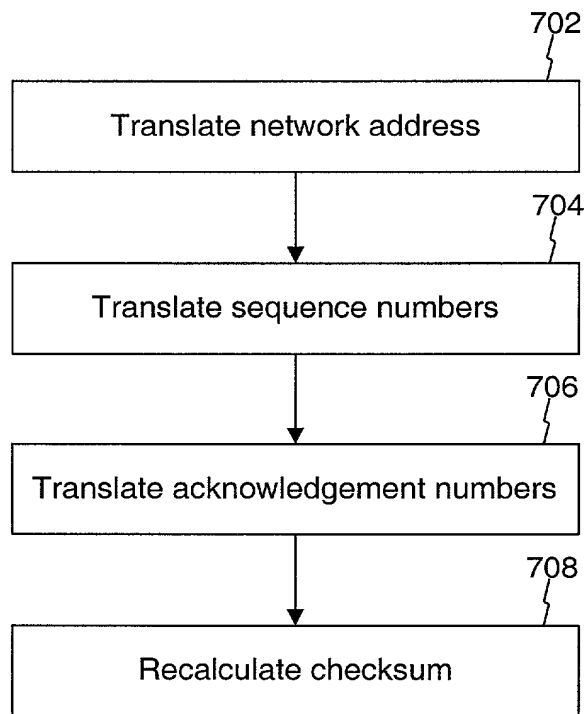 702
Translate network address
704
Translate sequence numbers
706
Translate acknowledgement numbers
708
Recalculate checksum